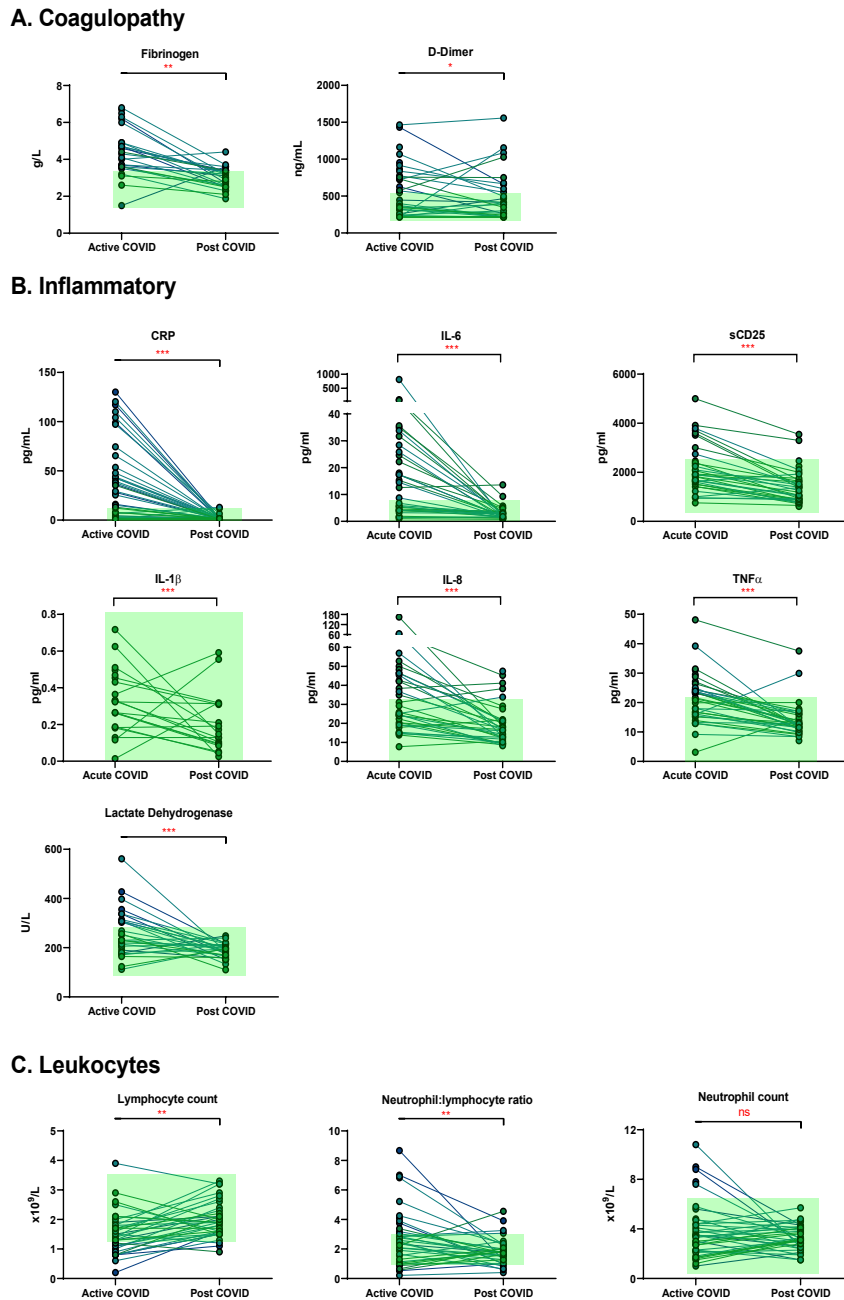 A. Coagulopathy
Fibrinogen
**
8
6
4
2
0
g/L
Active COVID Post COVID
D-Dimer
*
2000
1500
1000
500
0
ng/mL
Active COVID Post COVID
B. Inflammatory
CRP
***
150
100
50
0
pg/mL
Active COVID Post COVID
IL-6
***
1000
500
40
30
20
10
0
pg/ml
Acute COVID Post COVID
sCD25
***
6000
4000
2000
0
pg/ml
Acute COVID Post COVID
IL-1β
***
0.8
0.6
0.4
0.2
0.0
pg/ml
Acute COVID Post COVID
IL-8
***
180
120
60
60
50
40
30
20
10
0
pg/ml
Acute COVID Post COVID
TNFα
***
50
40
30
20
10
0
pg/ml
Acute COVID Post COVID
Lactate Dehydrogenase
***
600
400
200
0
U/L
Active COVID Post COVID
C. Leukocytes
Lymphocyte count
**
5
4
3
2
1
0
x10⁹/L
Active COVID Post COVID
Neutrophil:lymphocyte ratio
**
10
8
6
4
2
0
Active COVID Post COVID
Neutrophil count
ns
12
8
4
0
x10⁹/L
Active COVID Post COVID